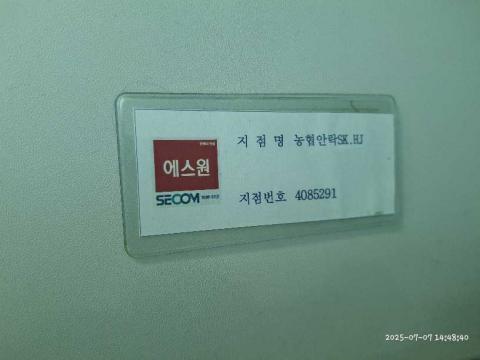 지 점 명 농협안락SK.HJ
에스원
SECOM
지점번호 4085291
2025-07-07 14:48:40